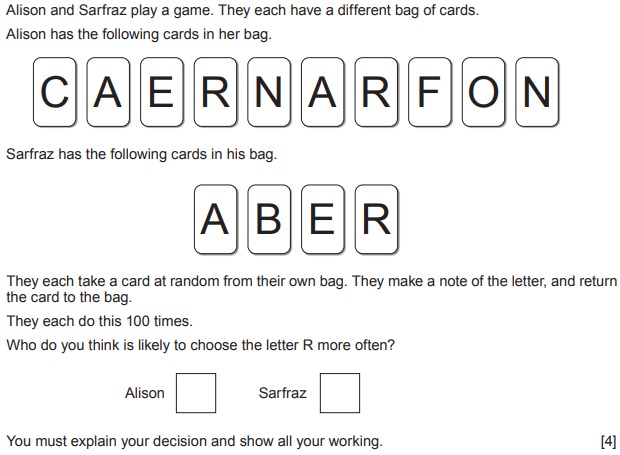 Alison and Sarfraz play a game. They each have a different bag of cards.
Alison has the following cards in her bag.
C A E R N A R F O N
Sarfraz has the following cards in his bag.
A B E R
They each take a card at random from their own bag. They make a note of the letter, and return
the card to the bag.
They each do this 100 times.
Who do you think is likely to choose the letter R more often?
Alison Sarfraz
You must explain your decision and show all your working. [4]